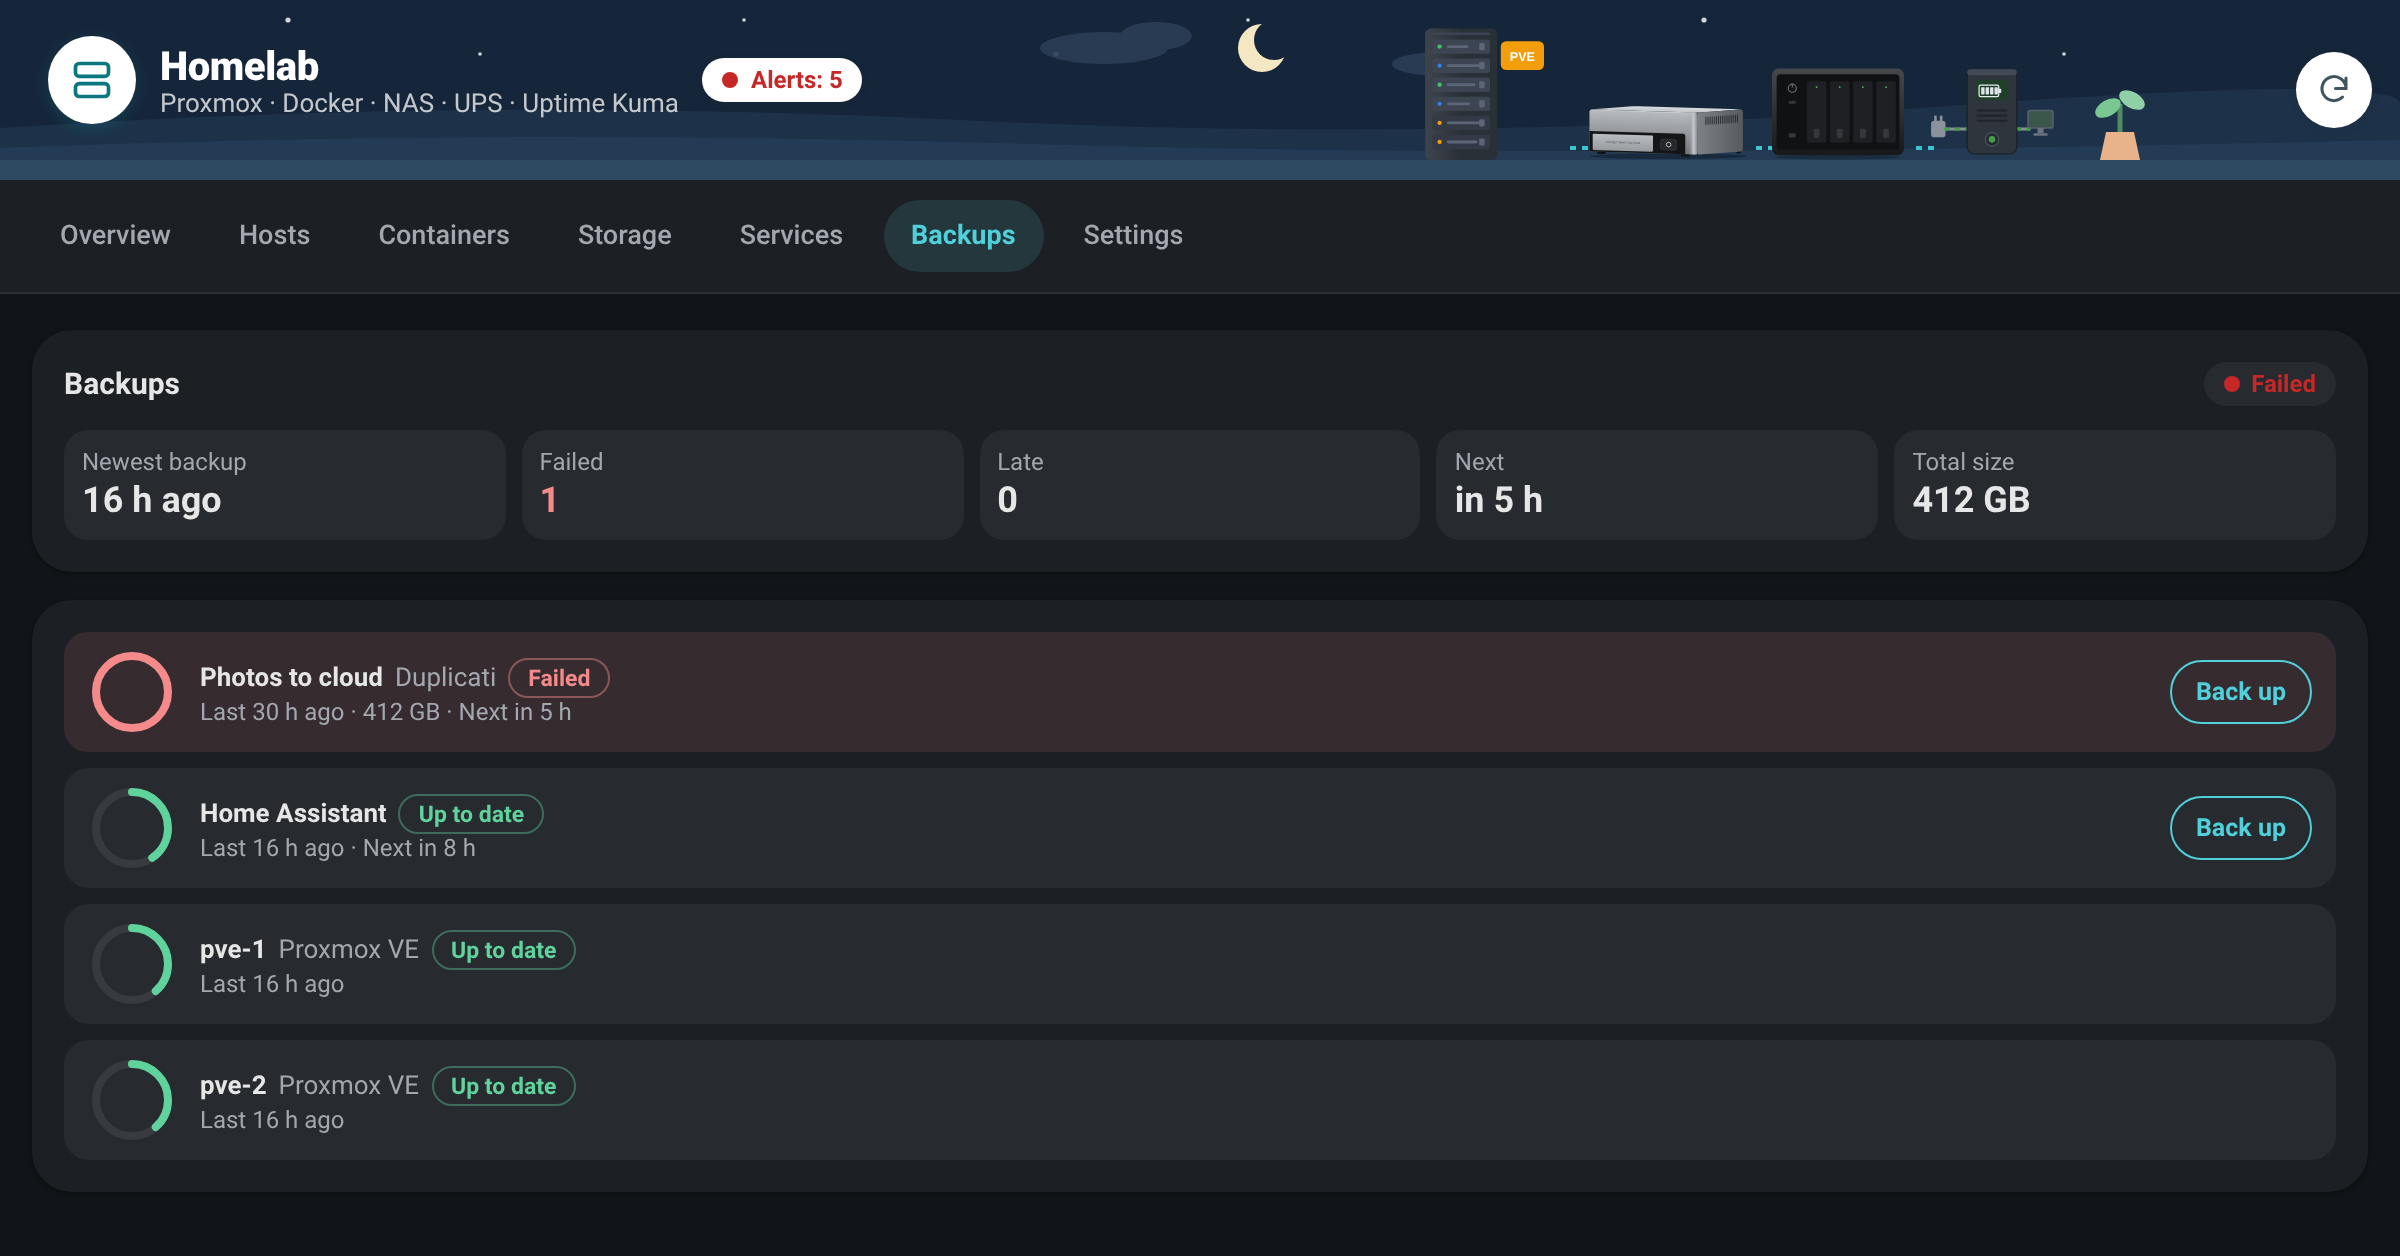 Homelab
Proxmox · Docker · NAS · UPS · Uptime Kuma
Alerts: 5
PVE
Overview Hosts Containers Storage Services Backups Settings
Backups
Failed
Newest backup
16 h ago
Failed
1
Late
0
Next
in 5 h
Total size
412 GB
Photos to cloud Duplicati Failed
Last 30 h ago · 412 GB · Next in 5 h
Back up
Home Assistant Up to date
Last 16 h ago · Next in 8 h
Back up
pve-1 Proxmox VE Up to date
Last 16 h ago
pve-2 Proxmox VE Up to date
Last 16 h ago